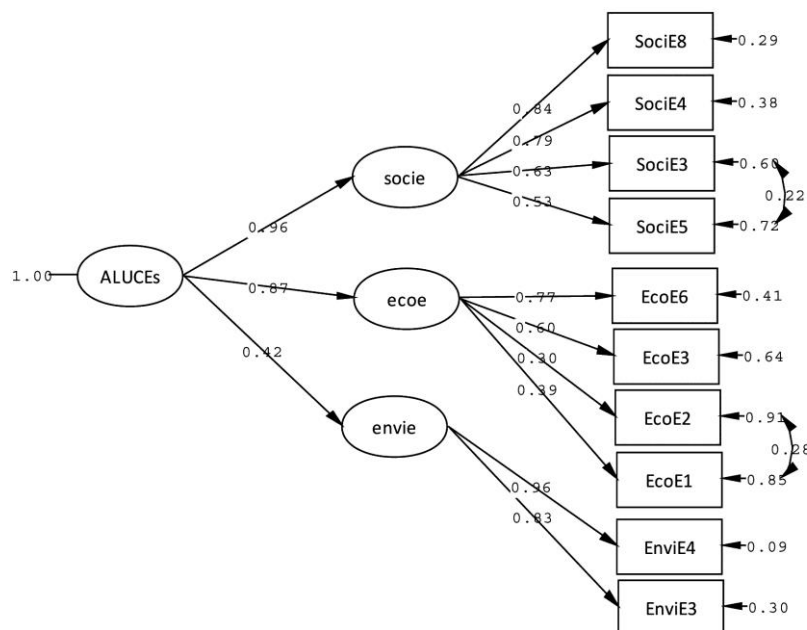 SociE8
0.29
0.84
SociE4
0.38
0.79
SociE3
0.60
0.63
socie
0.22
0.53
SociE5
0.72
0.96
1.00
ALUCEs
0.87
ecoe
0.77
EcoE6
0.41
0.60
0.42
0.30
EcoE3
0.64
0.39
EcoE2
0.91
envie
0.28
EcoE1
0.85
0.96
0.83
EnviE4
0.09
EnviE3
0.30